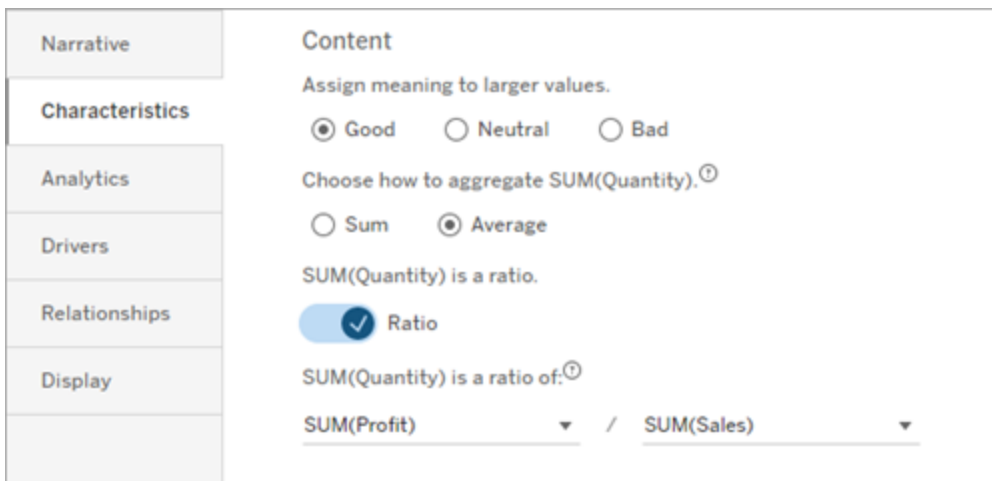 Narrative
Characteristics
Analytics
Drivers
Relationships
Display
Content
Assign meaning to larger values.
Good Neutral Bad
Choose how to aggregate SUM(Quantity).?
Sum Average
SUM(Quantity) is a ratio.
Ratio
SUM(Quantity) is a ratio of:?
SUM(Profit) / SUM(Sales)